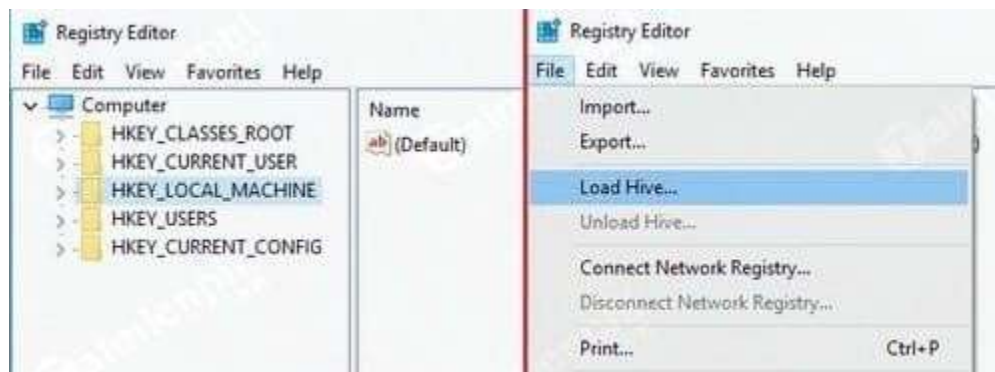 Registry Editor
File Edit View Favorites Help
Computer
HKEY_CLASSES_ROOT
HKEY_CURRENT_USER
HKEY_LOCAL_MACHINE
HKEY_USERS
HKEY_CURRENT_CONFIG
Name
ab (Default)
Registry Editor
File Edit View Favorites Help
Import...
Export...
Load Hive...
Unload Hive...
Connect Network Registry...
Disconnect Network Registry...
Print... Ctrl+P